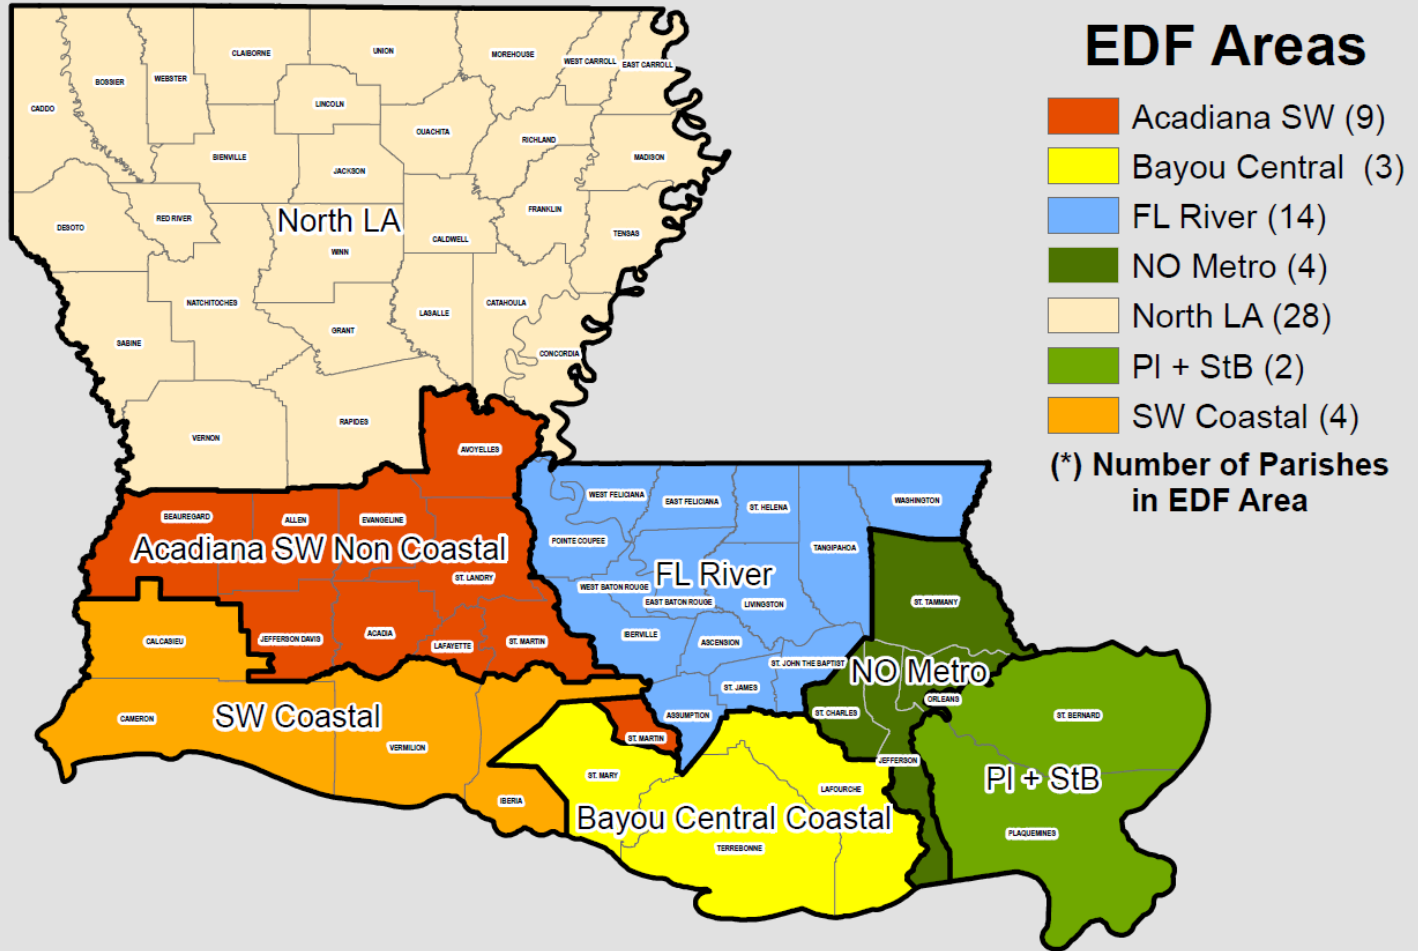 EDF Areas
Acadiana SW (9)
Bayou Central (3)
FL River (14)
NO Metro (4)
North LA (28)
Pl + StB (2)
SW Coastal (4)
(*) Number of Parishes
in EDF Area
CLAIBORNE
UNION
MOREHOUSE
WEST CARROLL
EAST CARROLL
CADDO
BOSSIER
WEBSTER
LINCOLN
OUACHITA
RICHLAND
MADISON
BIENVILLE
JACKSON
DESOTO
RED RIVER
North LA
WINN
CALDWELL
FRANKLIN
TENSAS
NATCHITOCHES
GRANT
LASALLE
CATAHOULA
SABINE
CONCORDIA
VERNON
RAPIDES
AVOYELLES
BEAUREGARD
ALLEN
EVANGELINE
Acadiana SW Non Coastal
ST. LANDRY
JEFFERSON DAVIS
ACADIA
LAFAYETTE
ST. MARTIN
WEST FELICIANA
EAST FELICIANA
ST. HELENA
WASHINGTON
POINTE COUPEE
TANGIPAHOA
FL River
WEST BATON ROUGE
EAST BATON ROUGE
LIVINGSTON
IBERVILLE
ASCENSION
ST. JOHN THE BAPTIST
ST. JAMES
ASSUMPTION
ST. TAMMANY
NO Metro
ORLEANS
ST. CHARLES
JEFFERSON
ST. BERNARD
Pl + StB
PLAQUEMINES
CALCASIEU
CAMERON
SW Coastal
VERMILION
IBERIA
ST. MARTIN
ST. MARY
LAFOURCHE
Bayou Central Coastal
TERREBONNE